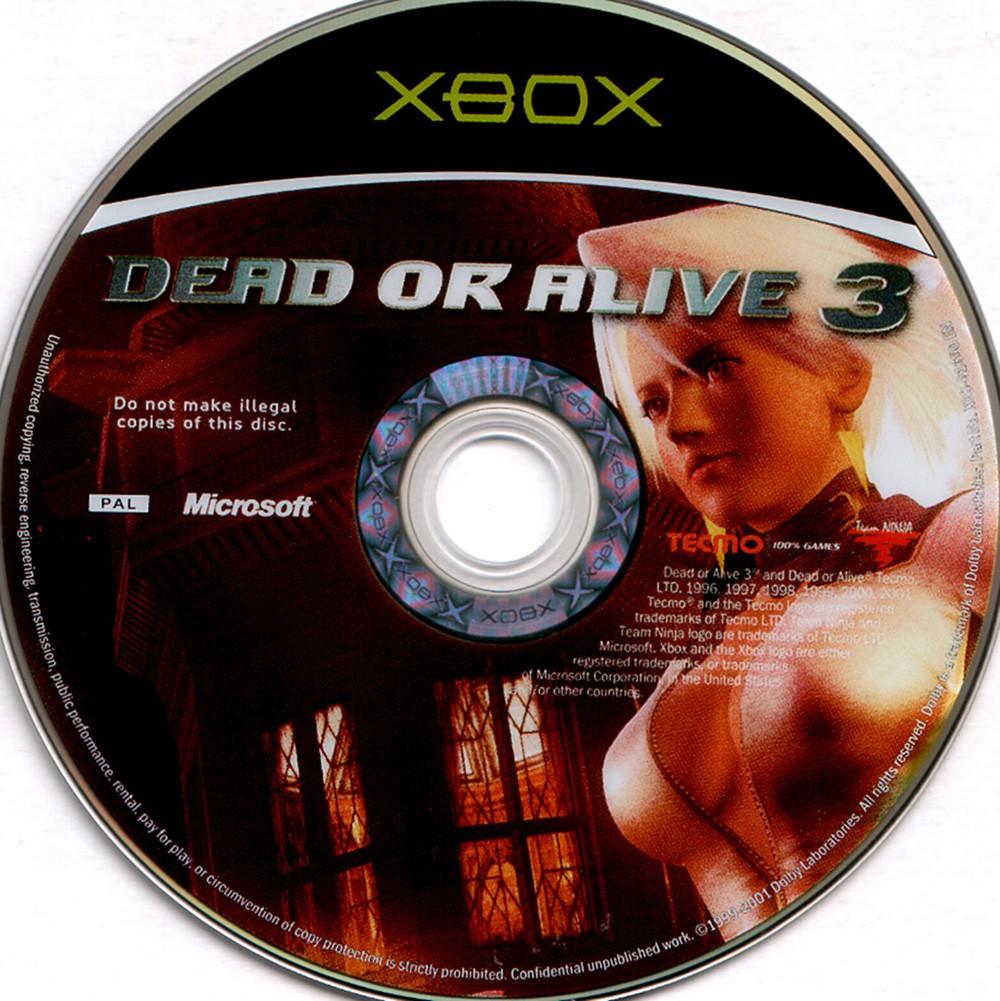 XBOX
DEAD OR ALIVE 3
Do not make illegal
copies of this disc.
PAL
Microsoft
TECMO
100% GAMES
Team NINJA
Dead or Alive 3™ and Dead or Alive® Tecmo,
LTD. 1996, 1997, 1998, 1999, 2000, 2001
Tecmo® and the Tecmo logo are registered
trademarks of Tecmo LTD. Team Ninja and
Team Ninja logo are trademarks of Tecmo LTD.
Microsoft, Xbox and the Xbox logo are either
registered trademarks, or trademarks
of Microsoft Corporation, in the United States
and/or other countries.
Unauthorized copying, reverse engineering, transmission, public performance, rental, pay for play, or circumvention of copy protection is strictly prohibited. Confidential unpublished work. ©1999-2001 Dolby Laboratories. All rights reserved. Dolby is a trademark of Dolby Laboratories.
XBOX
XBOX
XBOX
XBOX
XBOX
XBOX
XBOX